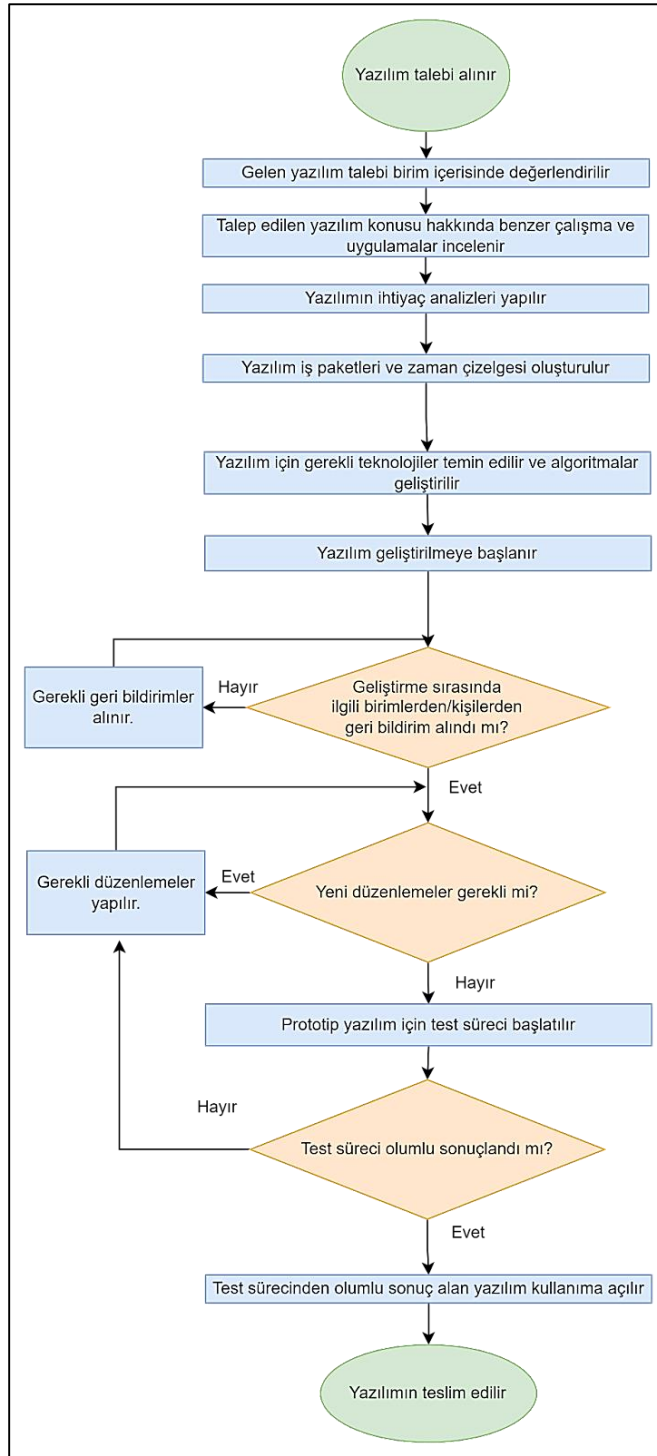 Yazılım talebi alınır
Gelen yazılım talebi birim içerisinde değerlendirilir
Talep edilen yazılım konusu hakkında benzer çalışma ve
uygulamalar incelenir
Yazılımın ihtiyaç analizleri yapılır
Yazılım iş paketleri ve zaman çizelgesi oluşturulur
Yazılım için gerekli teknolojiler temin edilir ve algoritmalar
geliştirilir
Yazılım geliştirilmeye başlanır
Geliştirme sırasında
ilgili birimlerden/kişilerden
geri bildirim alındı mı?
Hayır
Gerekli geri bildirimler
alınır.
Evet
Yeni düzenlemeler gerekli mi?
Evet
Gerekli düzenlemeler
yapılır.
Hayır
Prototip yazılım için test süreci başlatılır
Test süreci olumlu sonuçlandı mı?
Hayır
Evet
Test sürecinden olumlu sonuç alan yazılım kullanıma açılır
Yazılımın teslim edilir